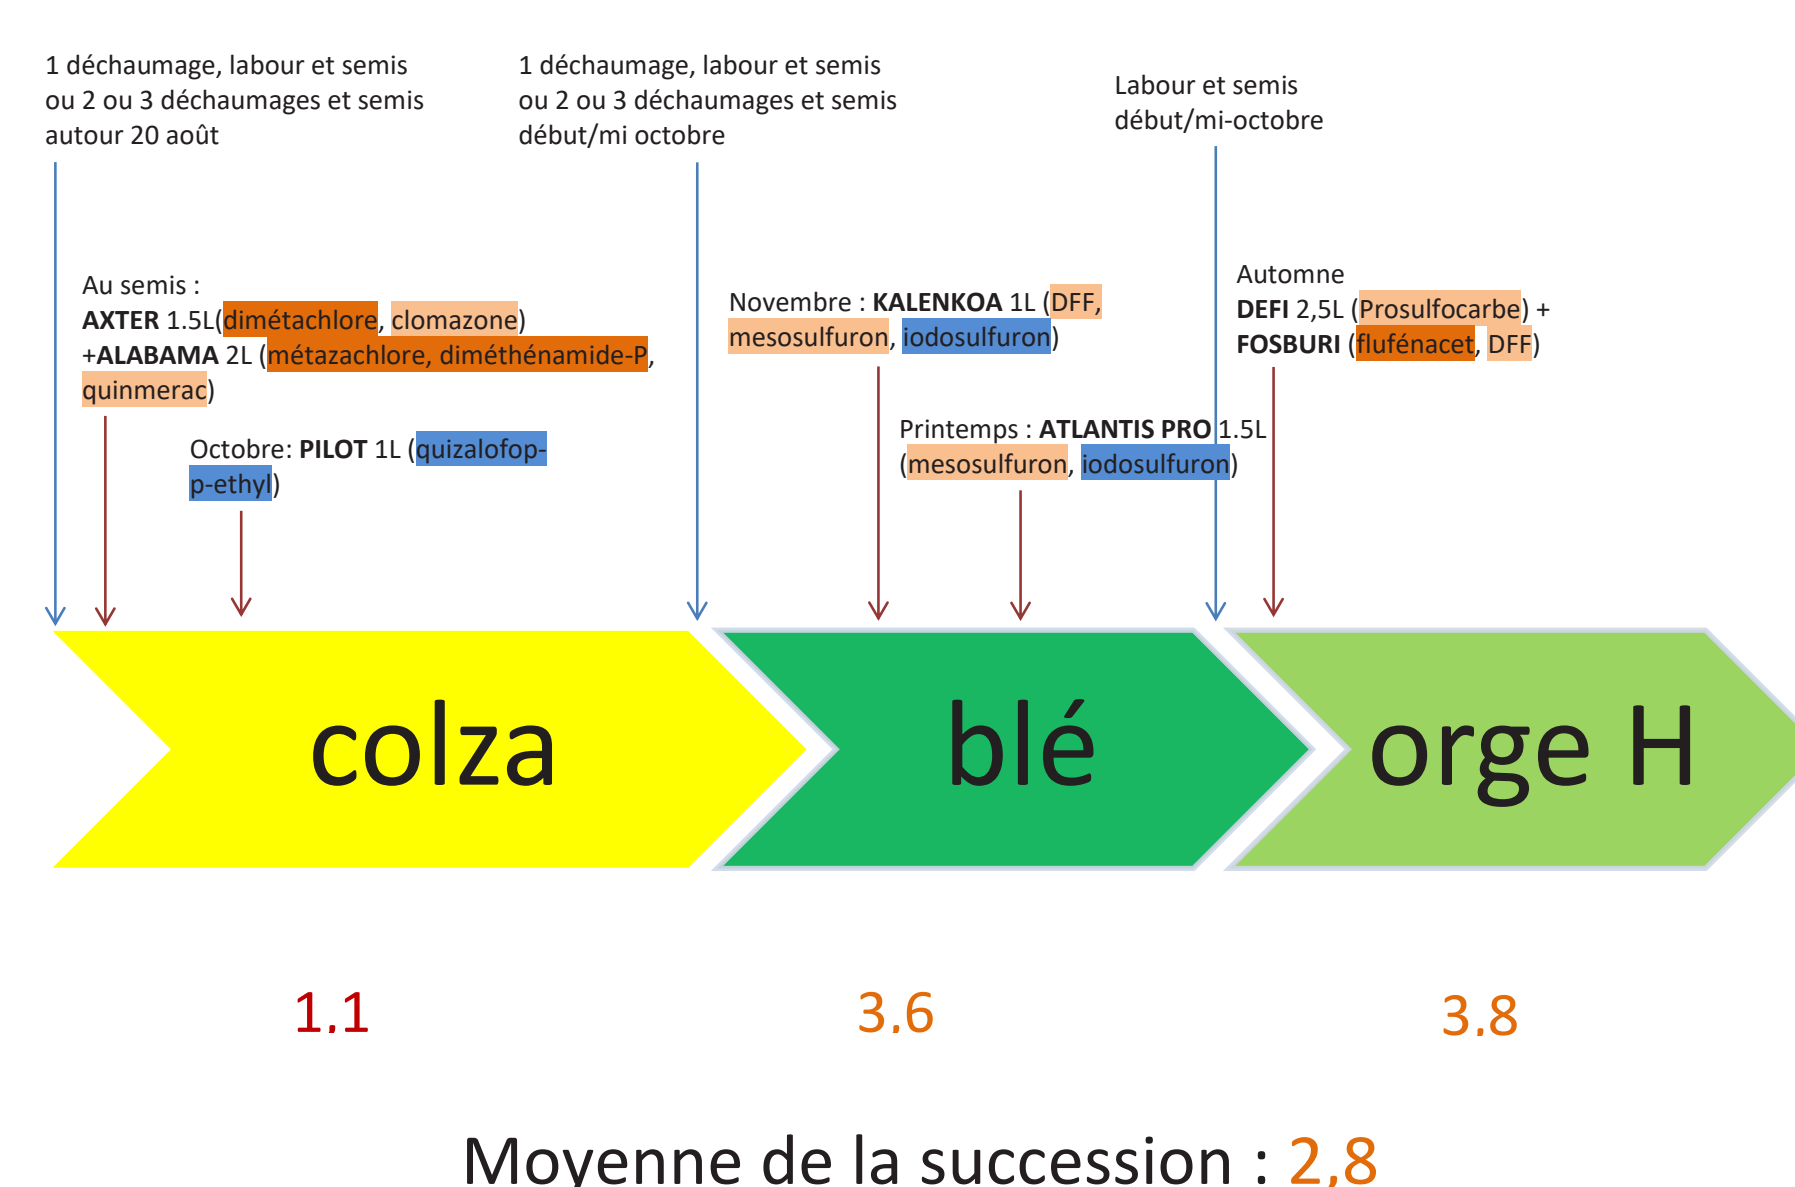 1 déchaumage, labour et semis
ou 2 ou 3 déchaumages et semis
autour 20 août
1 déchaumage, labour et semis
ou 2 ou 3 déchaumages et semis
début/mi octobre
Labour et semis
début/mi-octobre
Au semis :
AXTER 1.5L(dimétachlore, clomazone)
+ALABAMA 2L (métazachlore, diméthénamide-P,
quinmerac)
Octobre: PILOT 1L (quizalofop-
p-ethyl)
Novembre : KALENKOA 1L (DFF,
mesosulfuron, iodosulfuron)
Printemps : ATLANTIS PRO 1.5L
(mesosulfuron, iodosulfuron)
Automne
DEFI 2,5L (Prosulfocarbe) +
FOSBURI (flufénacet, DFF)
colza
blé
orge H
1,1
3,6
3,8
Moyenne de la succession : 2,8